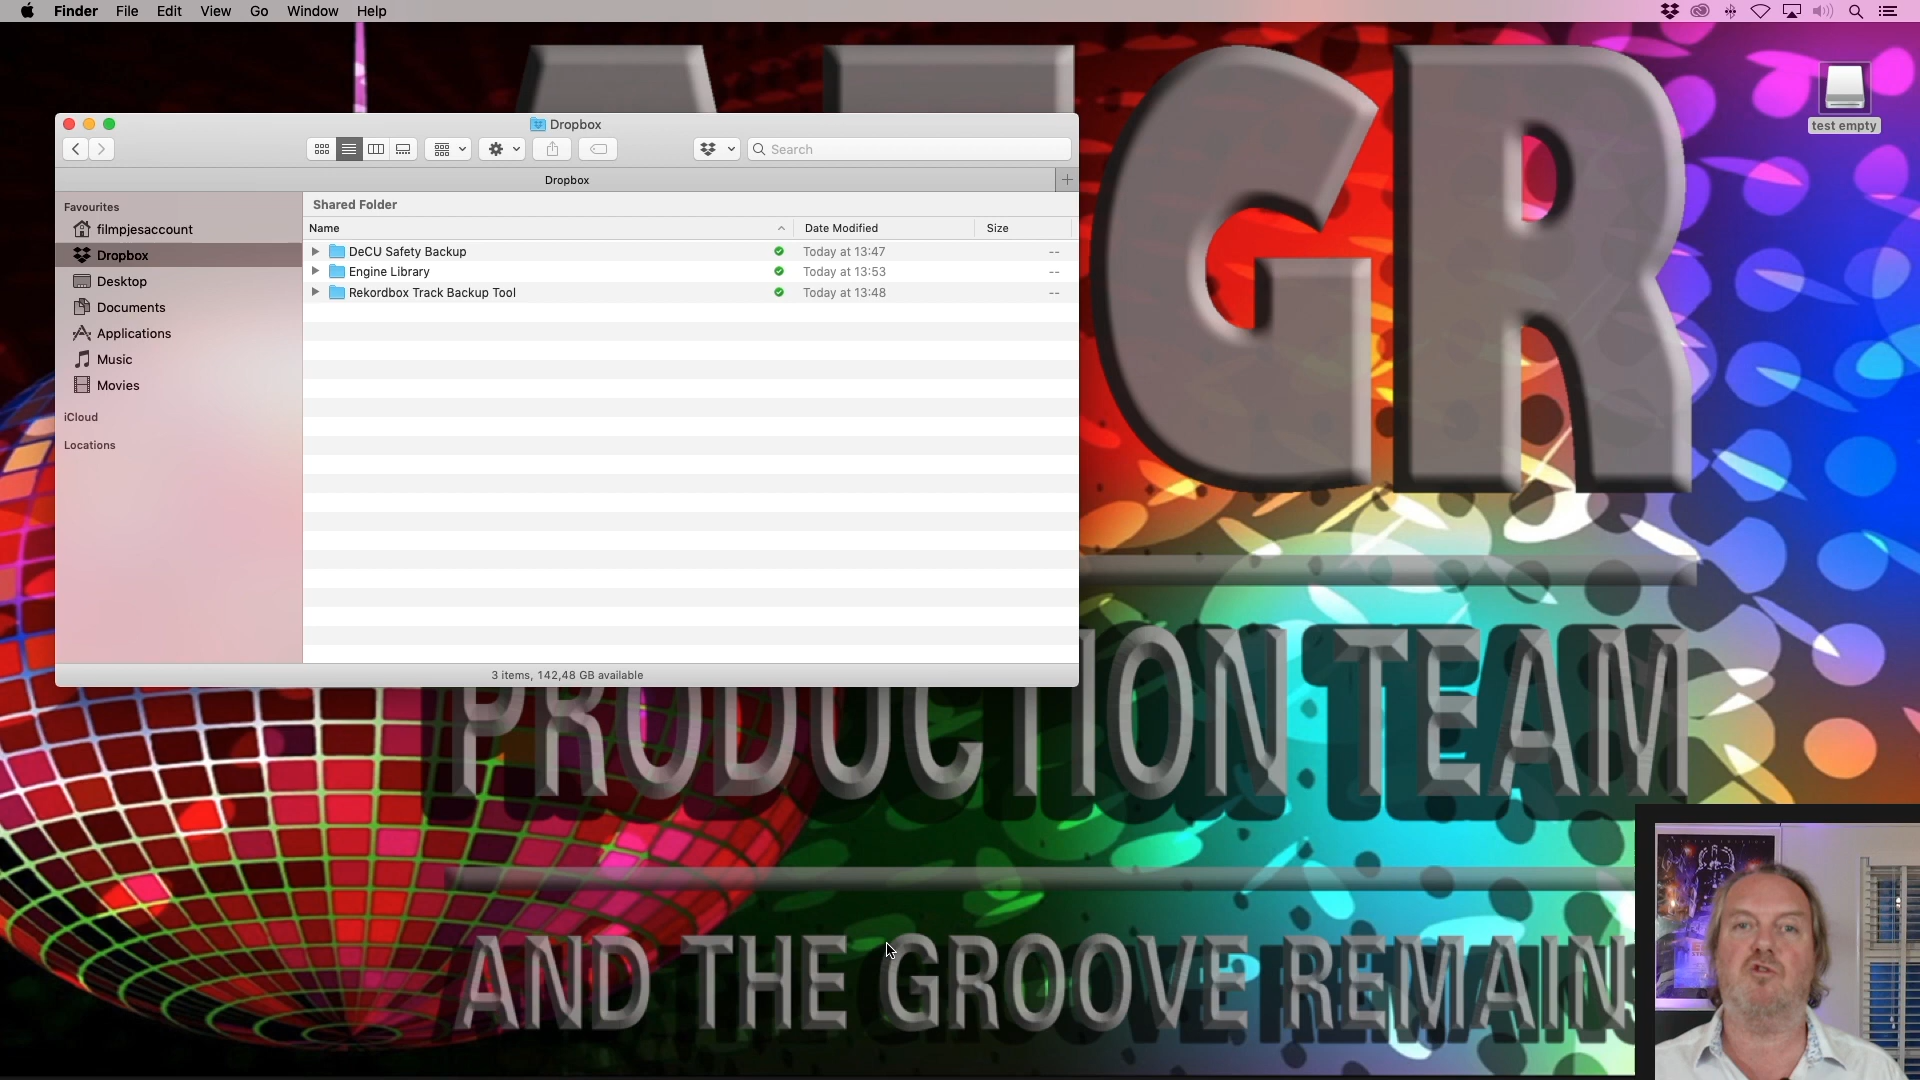 Finder File Edit View Go Window Help
test empty
Dropbox
Search
Dropbox
Favourites
filmpjesaccount
Dropbox
Desktop
Documents
Applications
Music
Movies
iCloud
Locations
Shared Folder
Name Date Modified Size
DeCU Safety Backup Today at 13:47 --
Engine Library Today at 13:53 --
Rekordbox Track Backup Tool Today at 13:48 --
3 items, 142,48 GB available
GR
PRODUCTION TEAM
AND THE GROOVE REMAINS